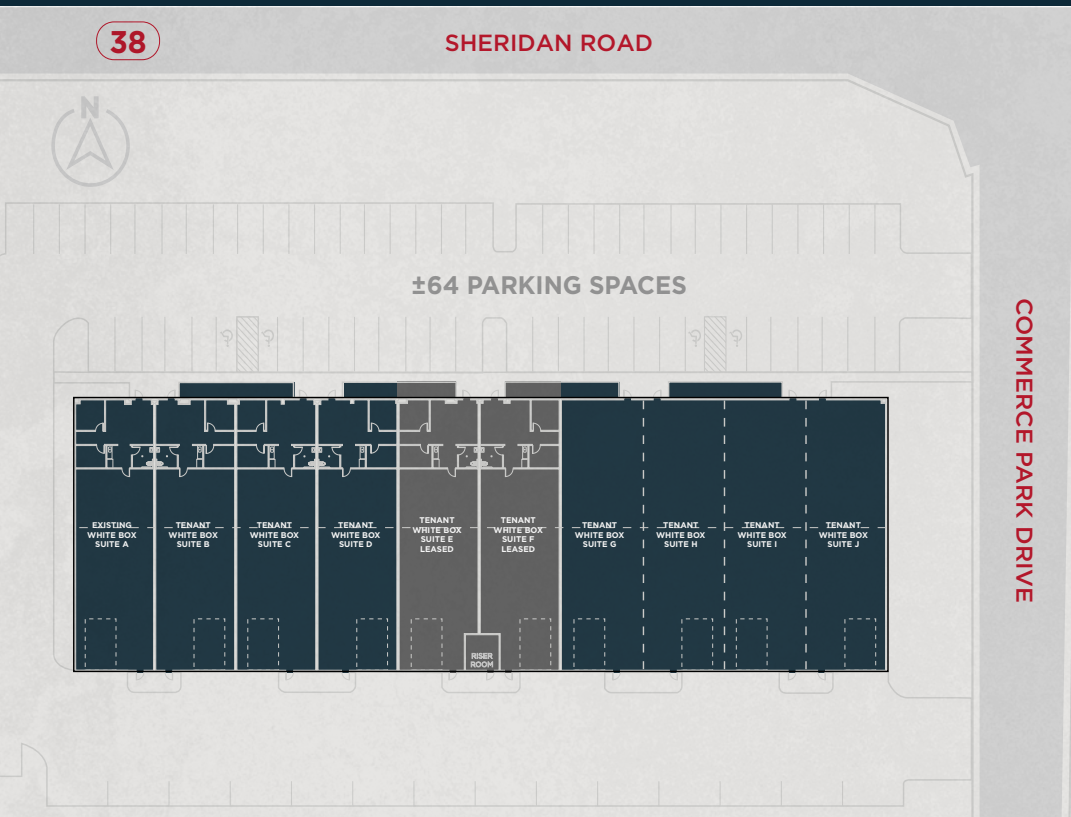 38
SHERIDAN ROAD
N
±64 PARKING SPACES
COMMERCE PARK DRIVE
EXISTING
WHITE BOX
SUITE A
TENANT
WHITE BOX
SUITE B
TENANT
WHITE BOX
SUITE C
TENANT
WHITE BOX
SUITE D
TENANT
WHITE BOX
SUITE E
LEASED
TENANT
WHITE BOX
SUITE F
LEASED
TENANT
WHITE BOX
SUITE G
TENANT
WHITE BOX
SUITE H
TENANT
WHITE BOX
SUITE I
TENANT
WHITE BOX
SUITE J
RISER
ROOM